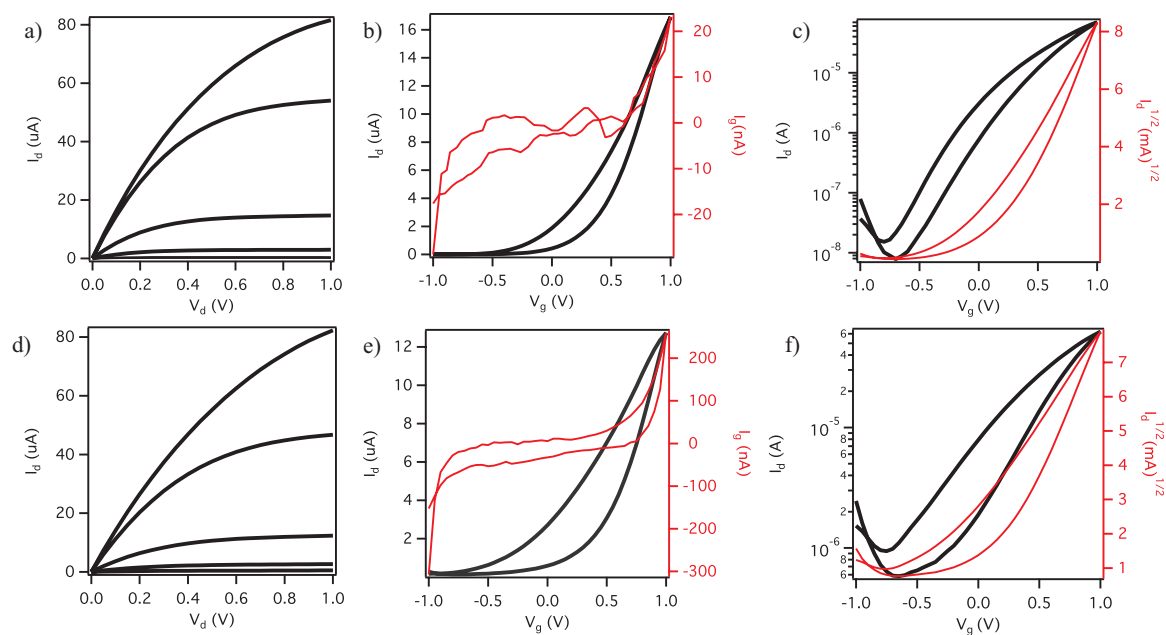 a)
80
60
40
20
0
I_d (uA)
0.0 0.2 0.4 0.6 0.8 1.0
V_d (V)
b)
16
14
12
10
8
6
4
2
0
I_d (uA)
20
10
0
-10
-20
I_g(nA)
-1.0 -0.5 0.0 0.5 1.0
V_g (V)
c)
10^-5
10^-6
10^-7
10^-8
I_d (A)
8
6
4
2
I_d^1/2 (mA)^1/2
-1.0 -0.5 0.0 0.5 1.0
V_g (V)
d)
80
60
40
20
0
I_d (uA)
0.0 0.2 0.4 0.6 0.8 1.0
V_d (V)
e)
12
10
8
6
4
2
I_d (uA)
200
100
0
-100
-200
-300
I_g (nA)
-1.0 -0.5 0.0 0.5 1.0
V_g (V)
f)
6
4
2
10^-5
8
6
4
2
10^-6
8
6
I_d (A)
7
6
5
4
3
2
1
I_d^1/2 (mA)^1/2
-1.0 -0.5 0.0 0.5 1.0
V_g (V)